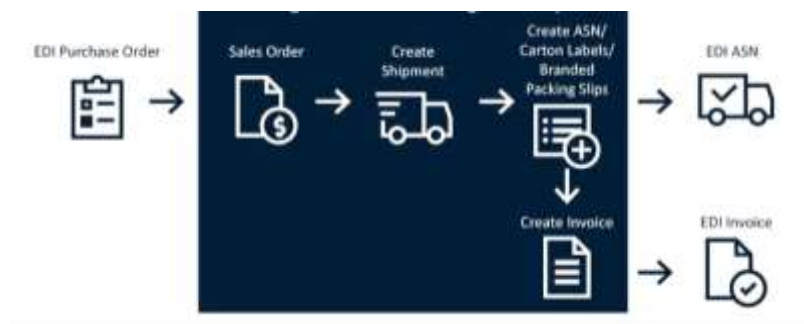 EDI Purchase Order
Sales Order
Create
Shipment
Create ASN/
Carton Labels/
Branded
Packing Slips
EDI ASN
Create Invoice
EDI Invoice